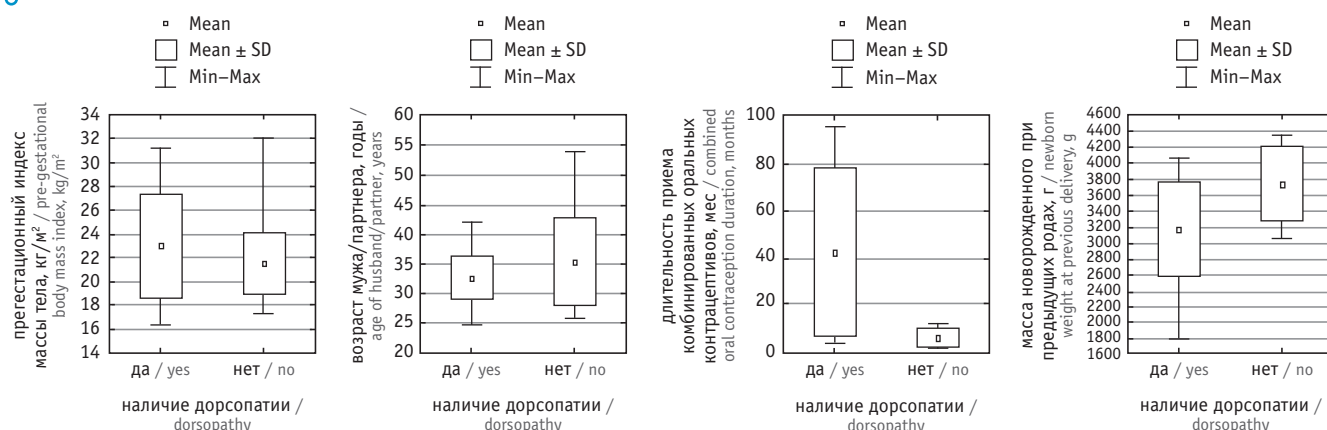 Mean
Mean ± SD
Min–Max
прегестационный индекс
массы тела, кг/м² / pre-gestational
body mass index, kg/m²
34
32
30
28
26
24
22
20
18
16
14
да / yes нет / no
наличие дорсопатии /
dorsopathy
Mean
Mean ± SD
Min–Max
возраст мужа/партнера, годы /
age of husband/partner, years
60
55
50
45
40
35
30
25
20
да / yes нет / no
наличие дорсопатии /
dorsopathy
Mean
Mean ± SD
Min–Max
длительность приема
комбинированных оральных
контрацептивов, мес / combined
oral contraception duration, months
100
80
60
40
20
0
да / yes нет / no
наличие дорсопатии /
dorsopathy
Mean
Mean ± SD
Min–Max
масса новорожденного при
предыдущих родах, г / newborn
weight at previous delivery, g
4600
4400
4200
4000
3800
3600
3400
3200
3000
2800
2600
2400
2200
2000
1800
1600
да / yes нет / no
наличие дорсопатии /
dorsopathy